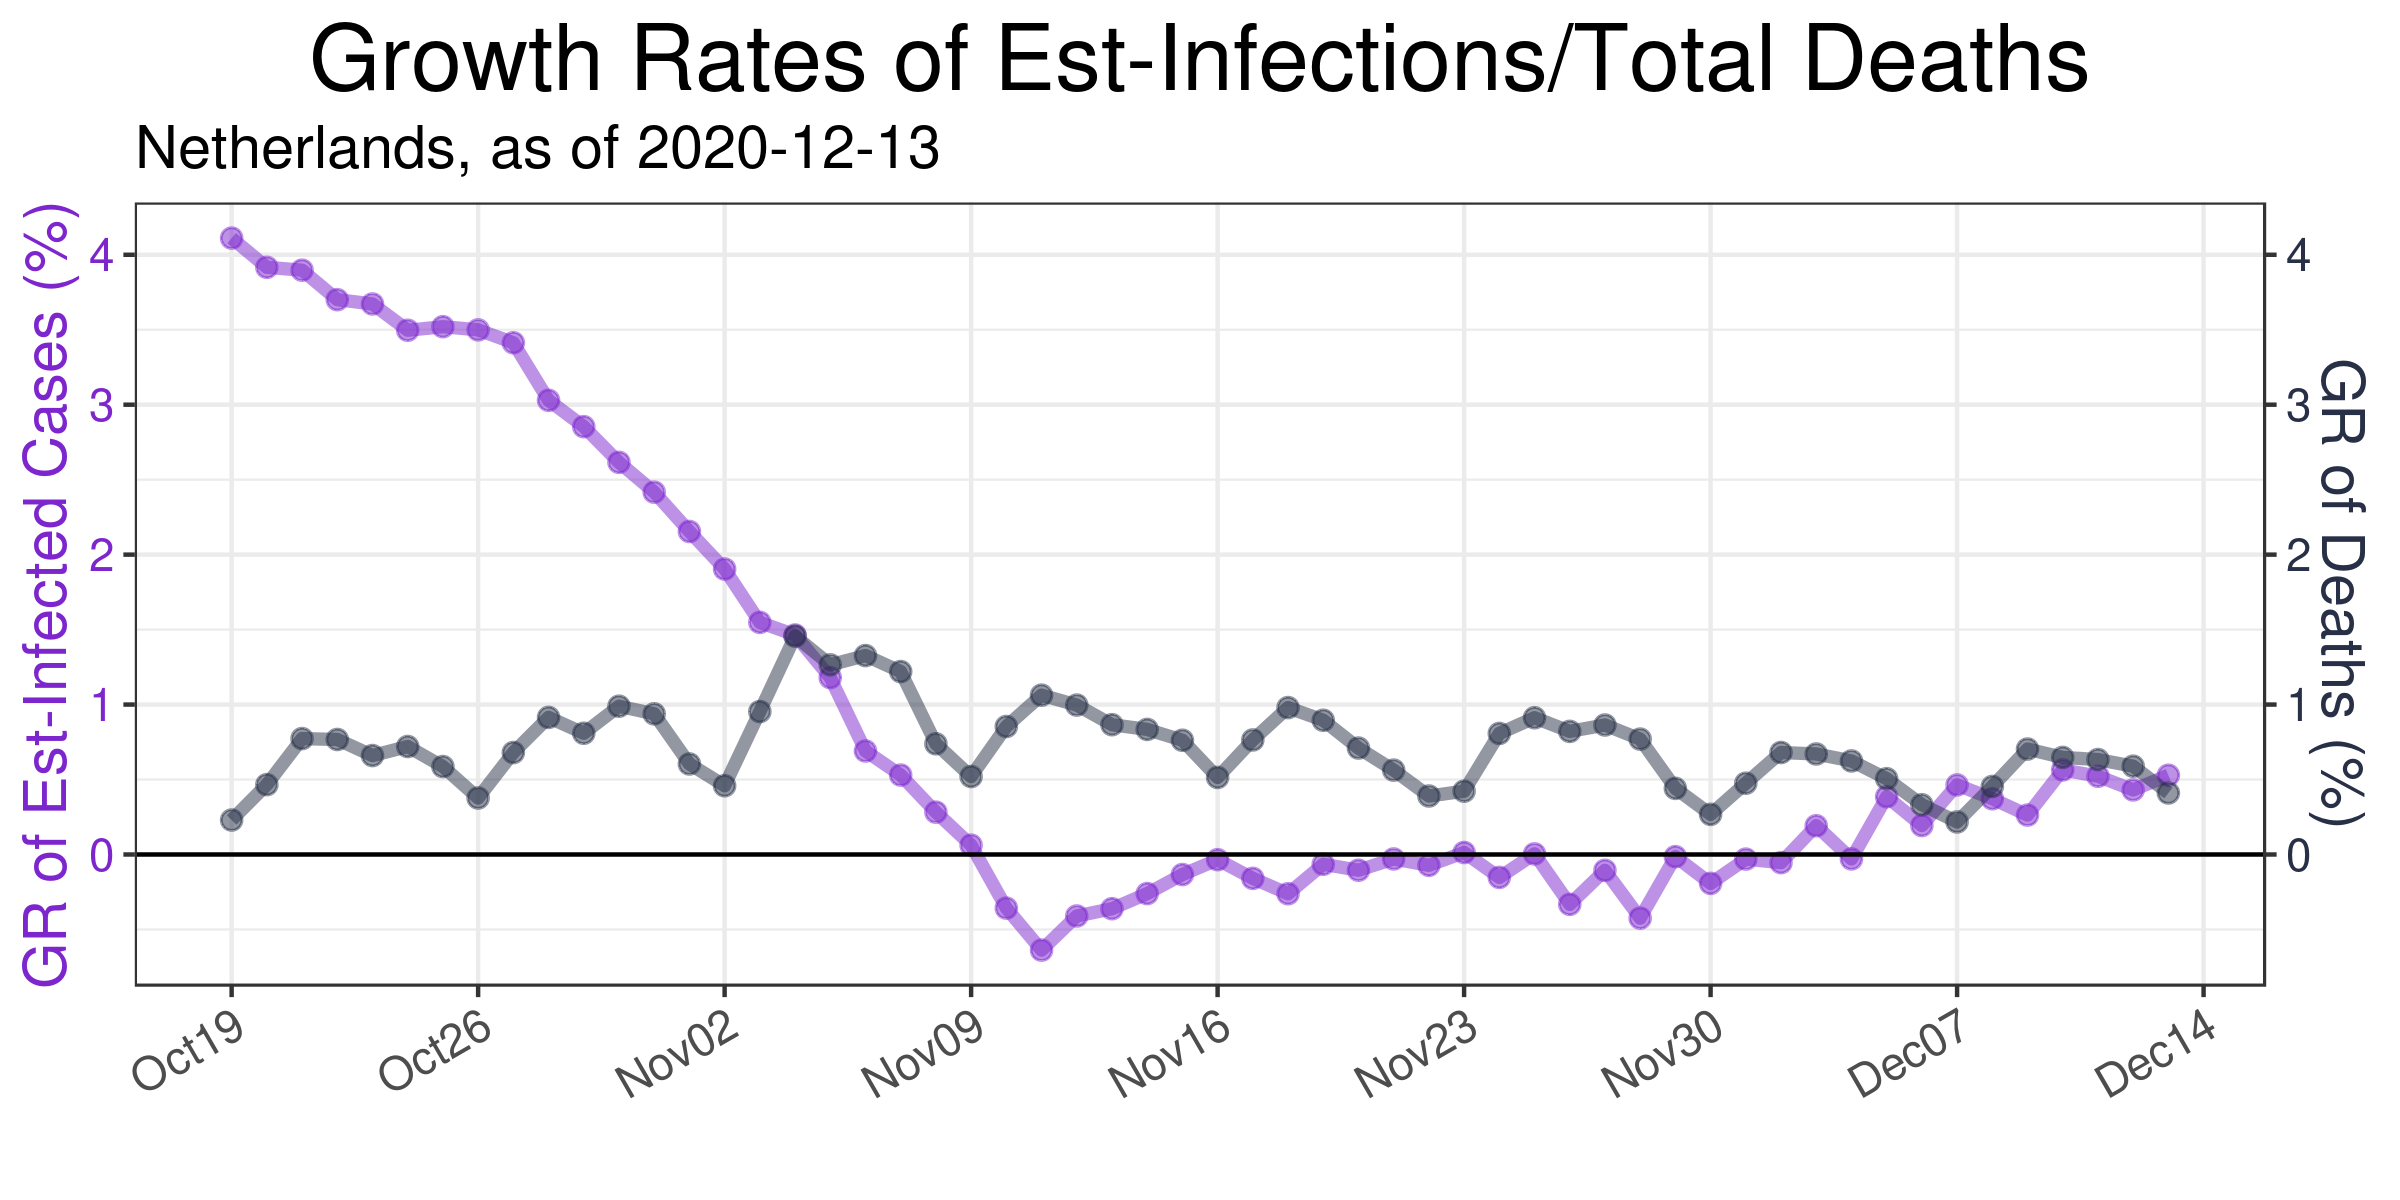 Growth Rates of Est-Infections/Total Deaths
Netherlands, as of 2020-12-13
GR of Est-Infected Cases (%)
4
3
2
1
0
4
3
2
1
0
GR of Deaths (%)
Oct19
Oct26
Nov02
Nov09
Nov16
Nov23
Nov30
Dec07
Dec14